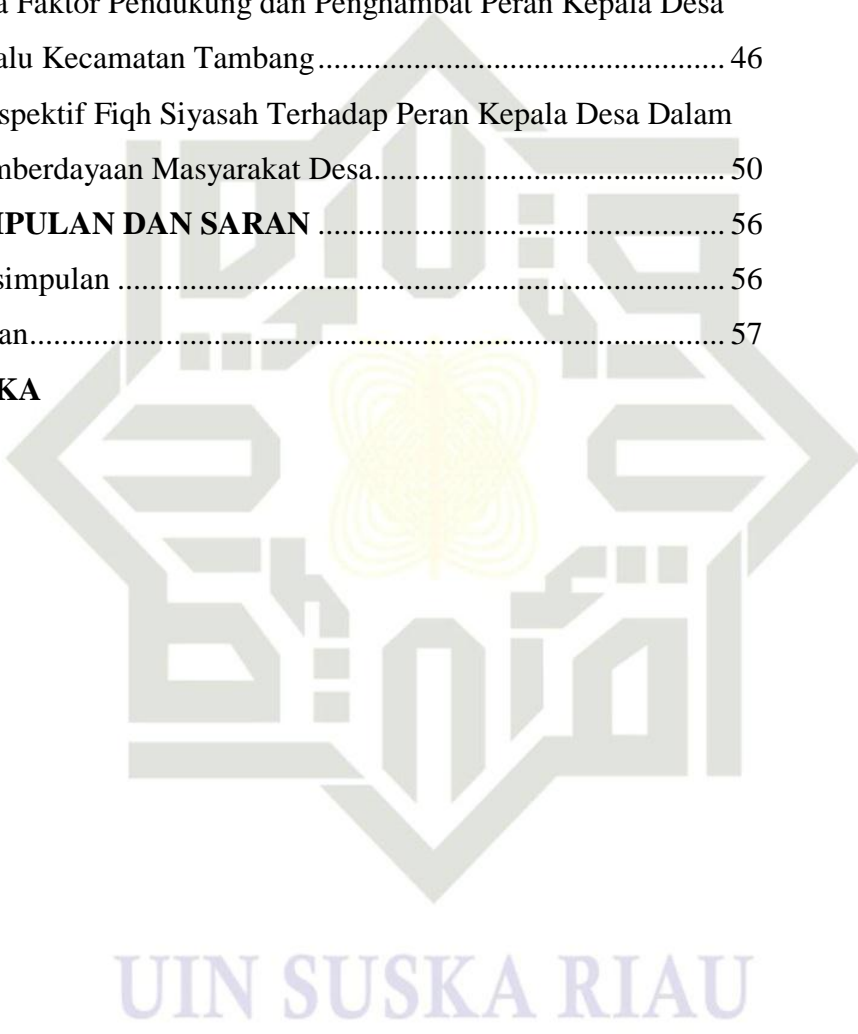 a Faktor Pendukung dan Penghambat Peran Kepala Desa
alu Kecamatan Tambang.................................................. 46
spektif Fiqh Siyasah Terhadap Peran Kepala Desa Dalam
mberdayaan Masyarakat Desa........................................... 50
IPULAN DAN SARAN .................................................. 56
simpulan ........................................................................... 56
an...................................................................................... 57
KA
UIN SUSKA RIAU